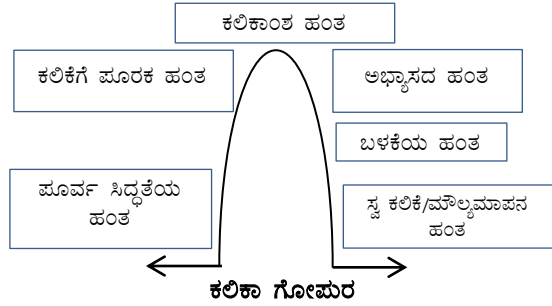 ಕಲಿಕಾಂಶ ಹಂತ
ಕಲಿಕೆಗೆ ಪೂರಕ ಹಂತ
ಅಭ್ಯಾಸದ ಹಂತ
ಬಳಕೆಯ ಹಂತ
ಪೂರ್ವ ಸಿದ್ಧತೆಯ
ಹಂತ
ಸ್ವ ಕಲಿಕೆ/ಮೌಲ್ಯಮಾಪನ
ಹಂತ
ಕಲಿಕಾ ಗೋಪುರ